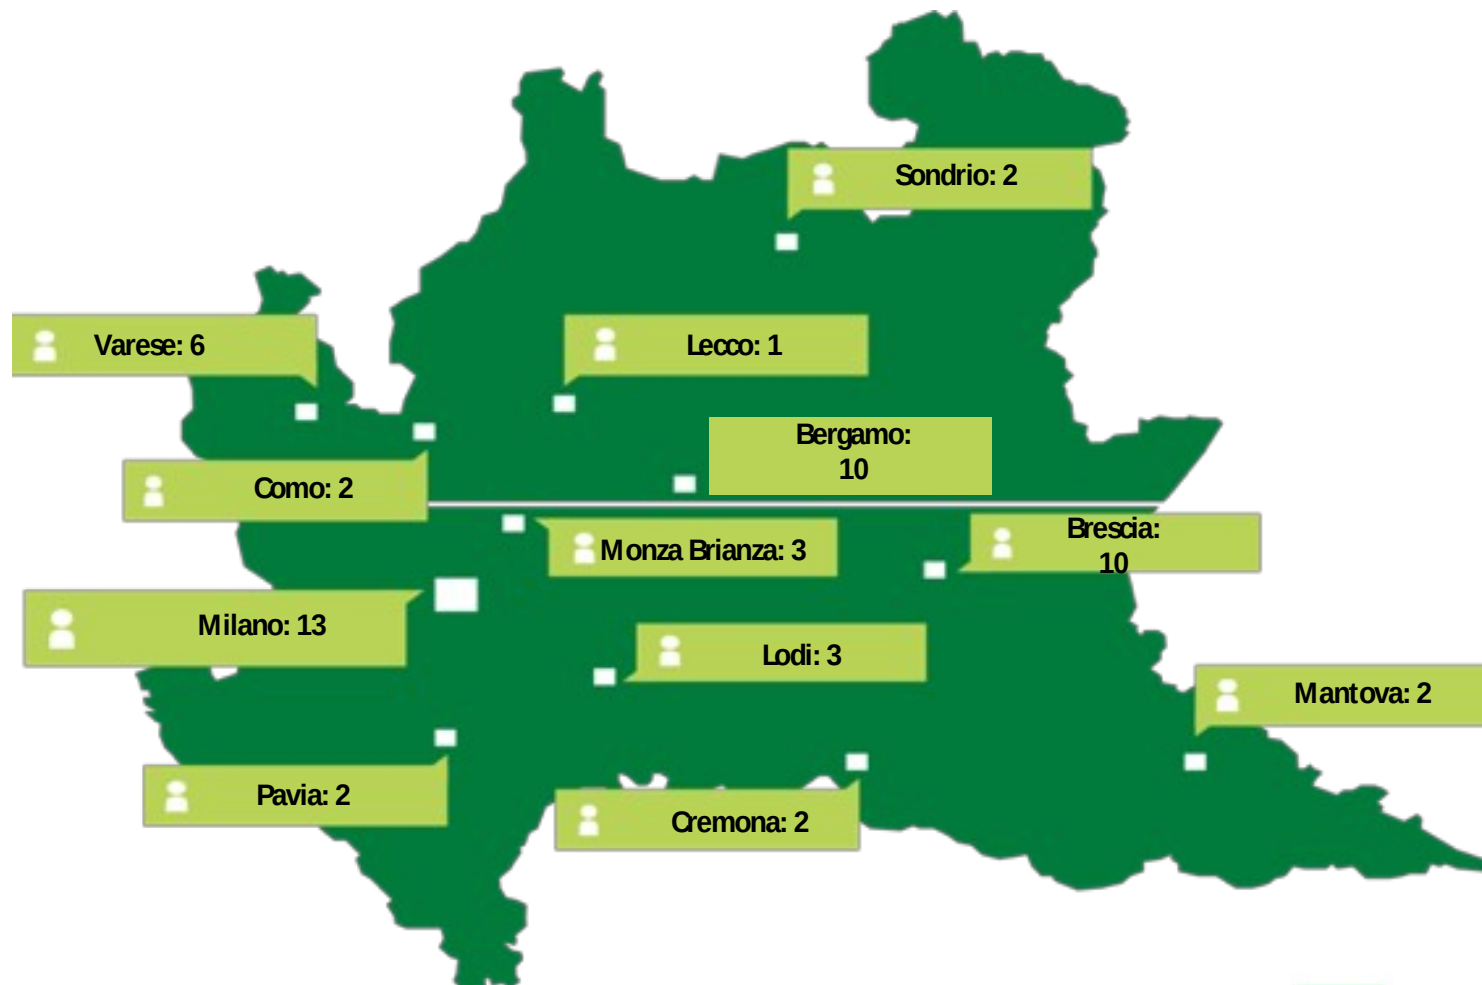 Sondrio: 2
Varese: 6
Lecco: 1
Bergamo:
10
Como: 2
Monza Brianza: 3
Brescia:
10
Milano: 13
Lodi: 3
Mantova: 2
Pavia: 2
Cremona: 2